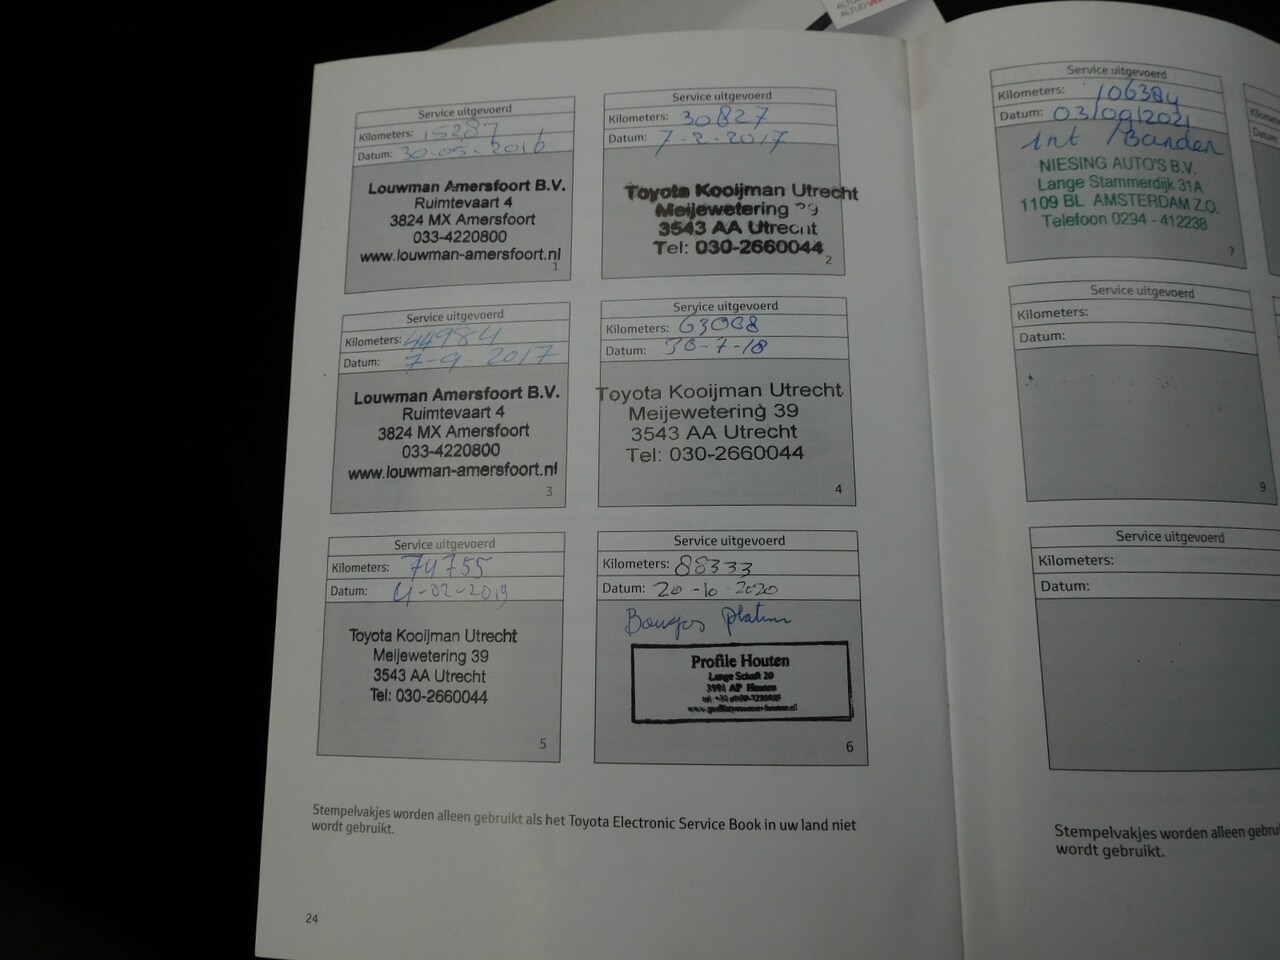 Service uitgevoerd
Kilometers: 15287
Datum: 30-05-2016
Louwman Amersfoort B.V.
Ruimtevaart 4
3824 MX Amersfoort
033-4220800
www.louwman-amersfoort.nl
1
Service uitgevoerd
Kilometers: 30827
Datum: 7-2-2017
Toyota Kooijman Utrecht
Meijewetering 39
3543 AA Utrecht
Tel: 030-2660044
2
Service uitgevoerd
Kilometers: 44984
Datum: 7-9-2017
Louwman Amersfoort B.V.
Ruimtevaart 4
3824 MX Amersfoort
033-4220800
www.louwman-amersfoort.nl
3
Service uitgevoerd
Kilometers: 63008
Datum: 30-7-18
Toyota Kooijman Utrecht
Meijewetering 39
3543 AA Utrecht
Tel: 030-2660044
4
Service uitgevoerd
Kilometers: 74755
Datum: 4-02-2019
Toyota Kooijman Utrecht
Meijewetering 39
3543 AA Utrecht
Tel: 030-2660044
5
Service uitgevoerd
Kilometers: 88333
Datum: 20-10-2020
Profile Houten
Lange Schaft 20
3991 AP Houten
6
Stempelvakjes worden alleen gebruikt als het Toyota Electronic Service Book in uw land niet
wordt gebruikt.
24
Service uitgevoerd
Kilometers: 106384
Datum: 03/09/2021
Int / Banden
NIESING AUTO'S B.V.
Lange Stammerdijk 31A
1109 BL AMSTERDAM Z.O.
Telefoon 0294 - 412238
7
Service uitgevoerd
Kilometers:
Datum:
9
Service uitgevoerd
Kilometers:
Datum:
Stempelvakjes worden alleen gebru
wordt gebruikt.